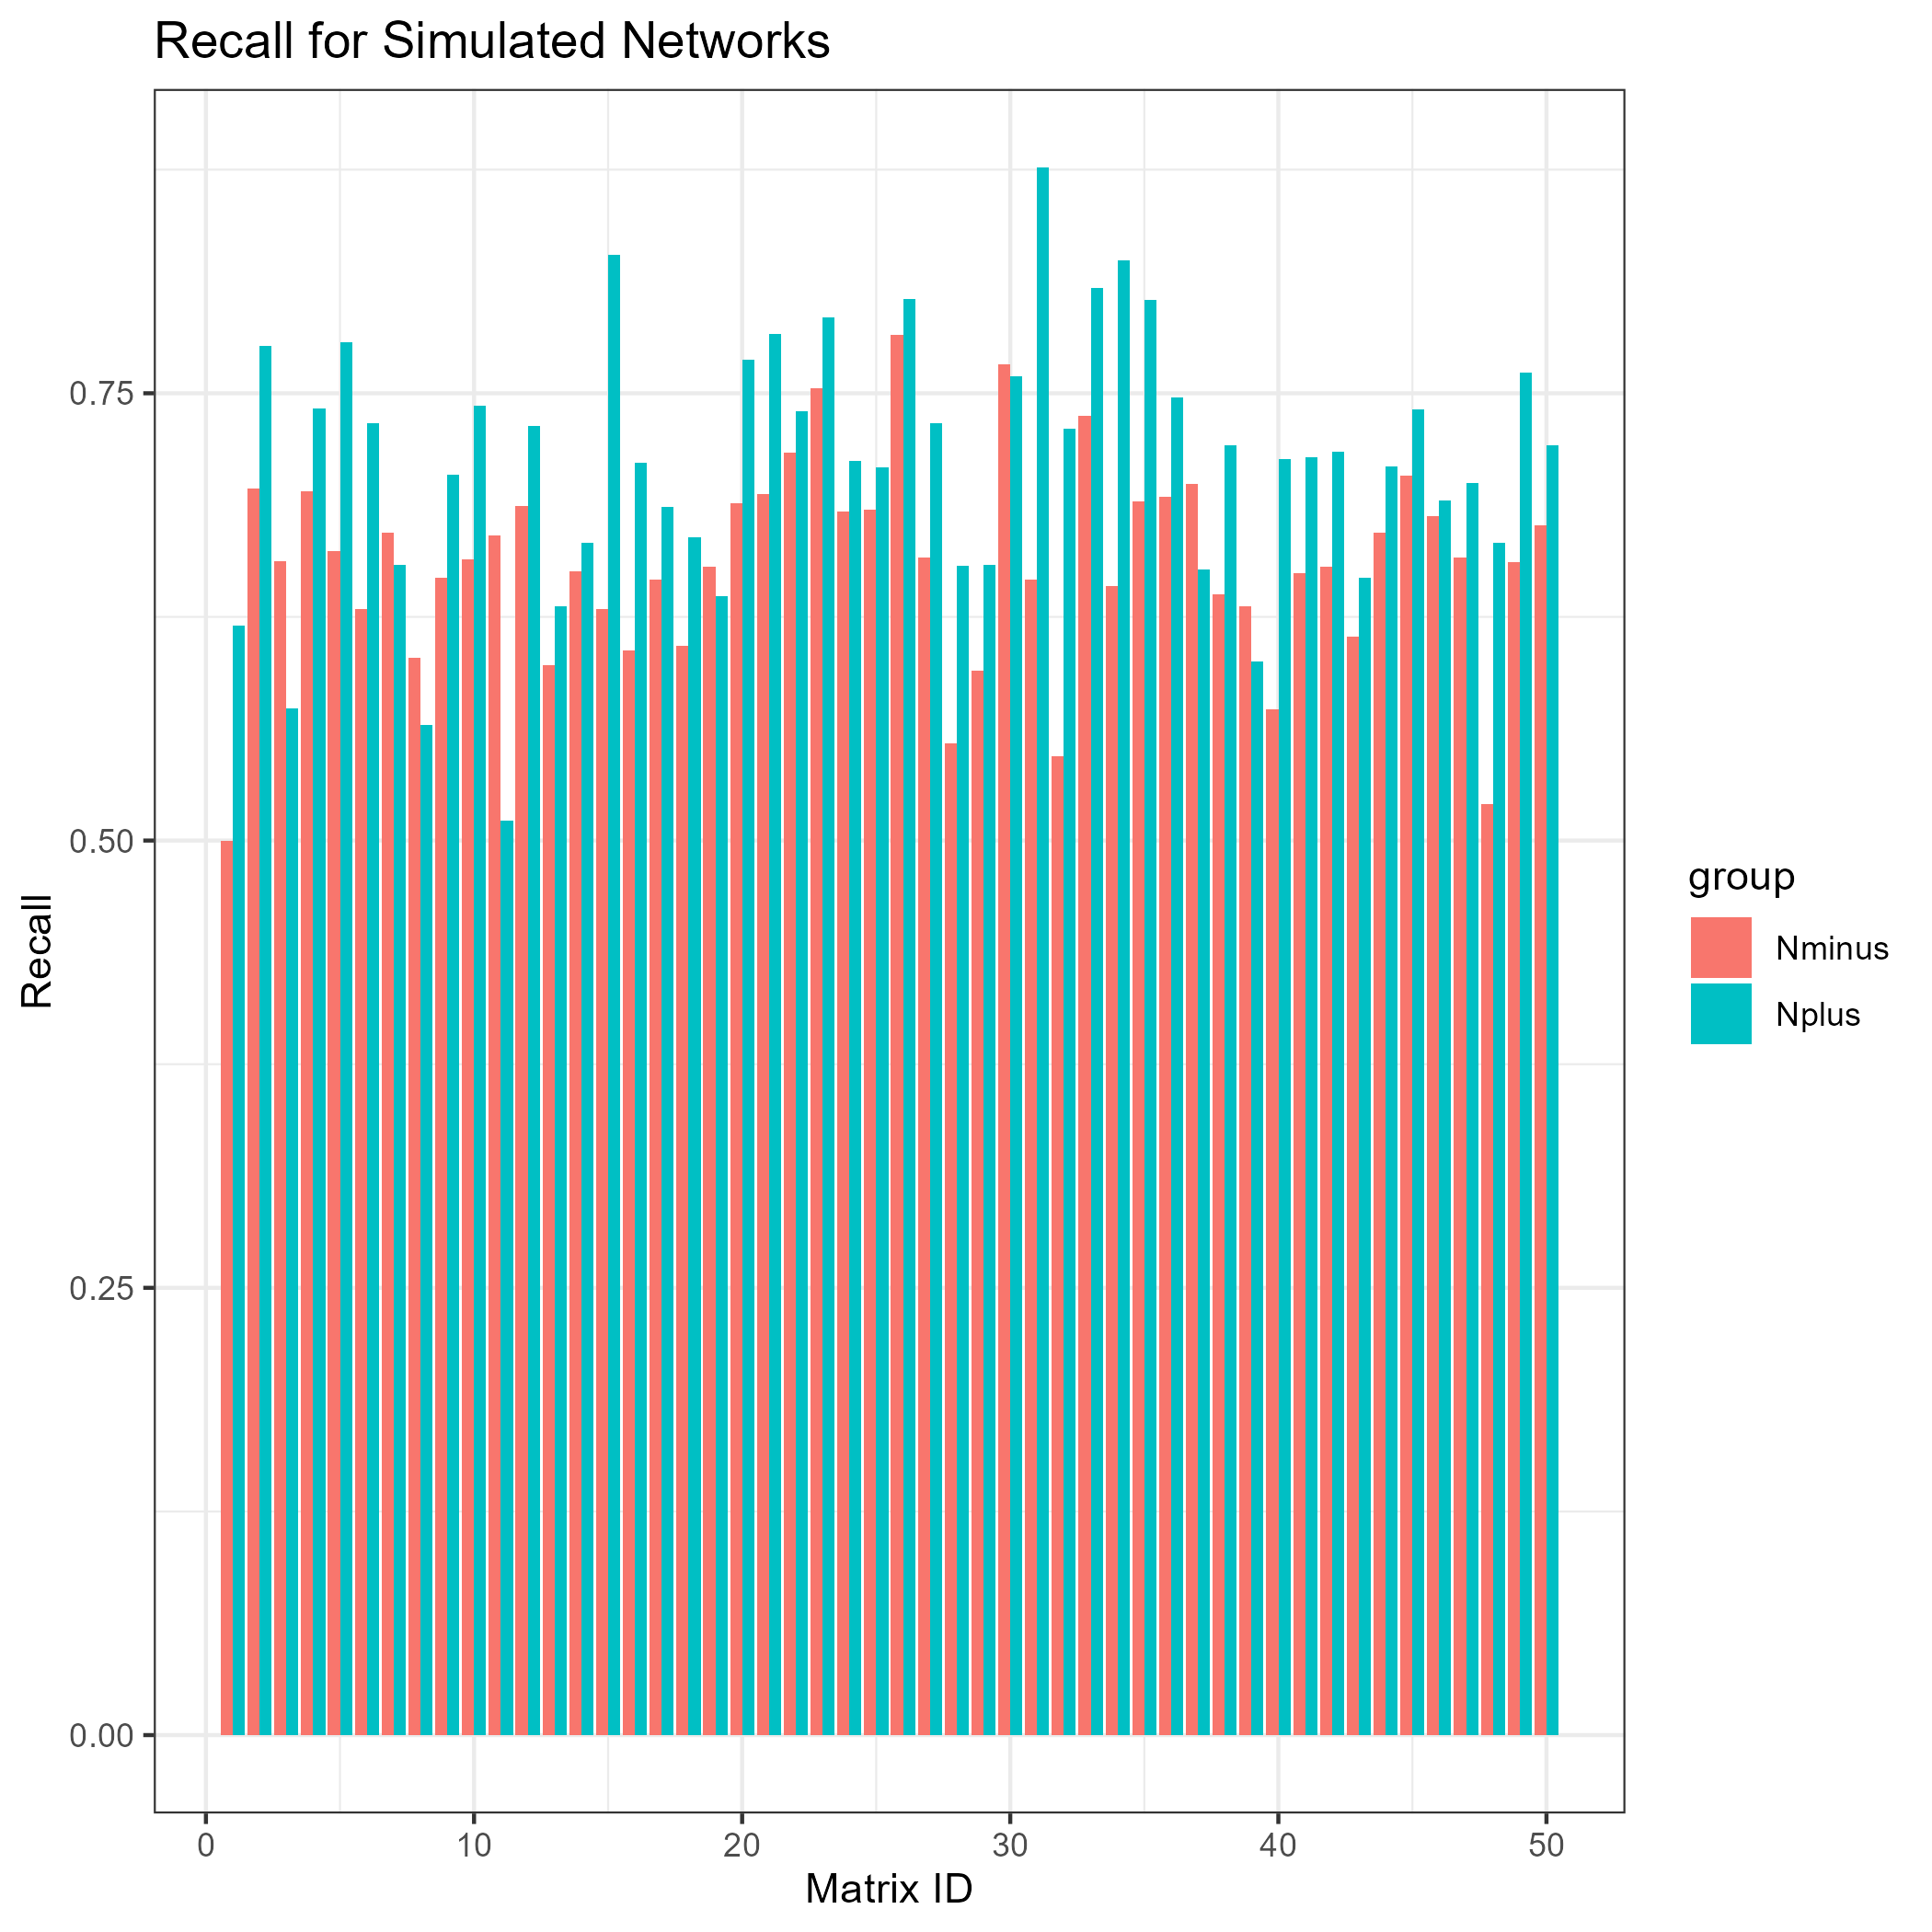 Recall for Simulated Networks
0.75
0.50
0.25
0.00
Recall
0 10 20 30 40 50
Matrix ID
group
Nminus
Nplus